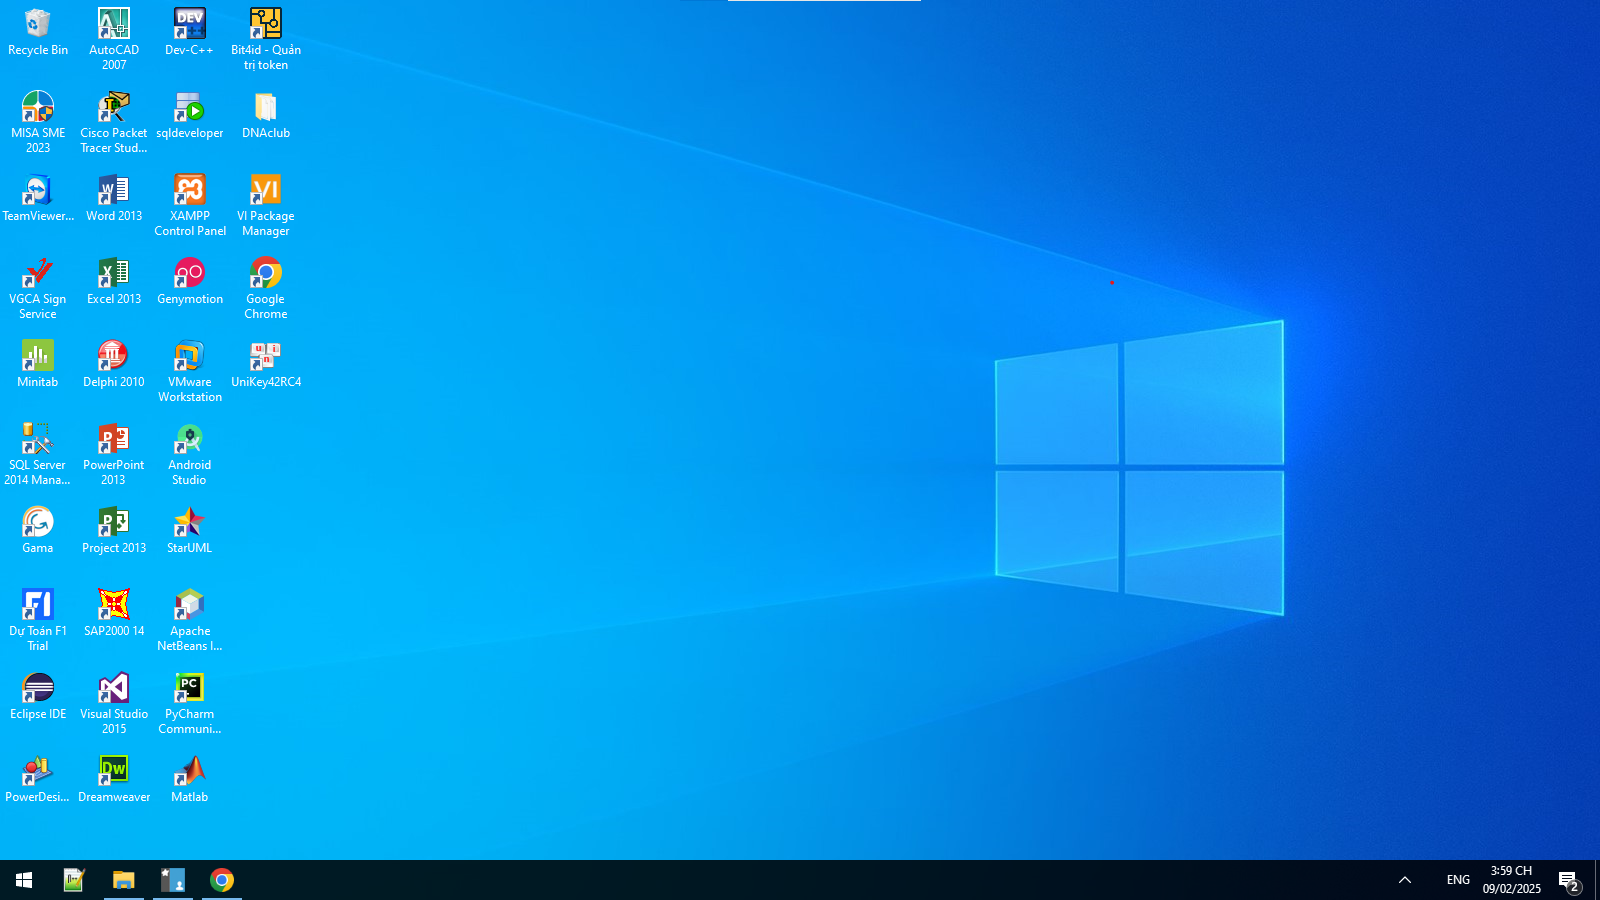 Recycle Bin
AutoCAD
2007
DEV
Dev-C++
Bit4id - Quản
trị token
MISA SME
2023
Cisco Packet
Tracer Stud...
sqldeveloper
DNAclub
TeamViewer...
Word 2013
XAMPP
Control Panel
VI
VI Package
Manager
VGCA Sign
Service
Excel 2013
Genymotion
Google
Chrome
Minitab
Delphi 2010
VMware
Workstation
UniKey42RC4
SQL Server
2014 Mana...
PowerPoint
2013
Android
Studio
Gama
Project 2013
StarUML
Dự Toán F1
Trial
SAP2000 14
Apache
NetBeans I...
Eclipse IDE
Visual Studio
2015
PC
PyCharm
Communi...
PowerDesi...
Dw
Dreamweaver
Matlab
ENG
3:59 CH
09/02/2025
2